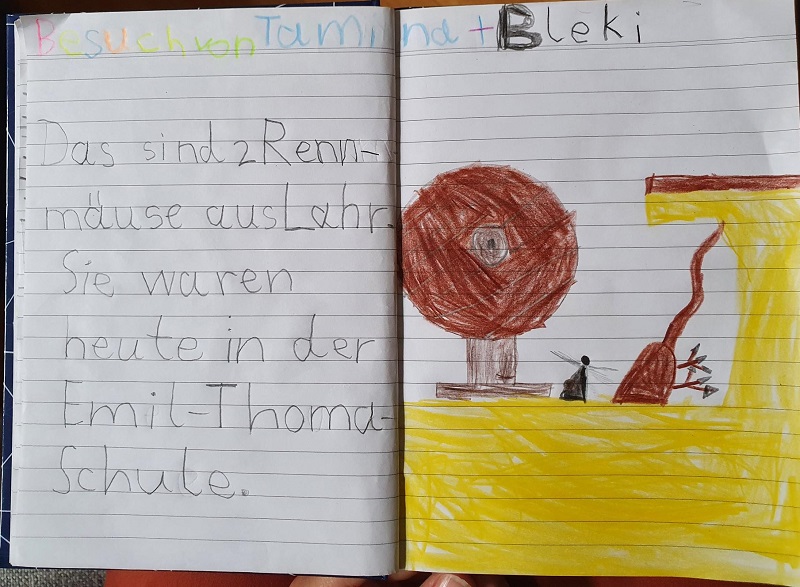 Besuch von Tamina + Bleki
Das sind 2 Renn-
mäuse aus Lahr.
Sie waren
heute in der
Emil-Thoma-
Schule.